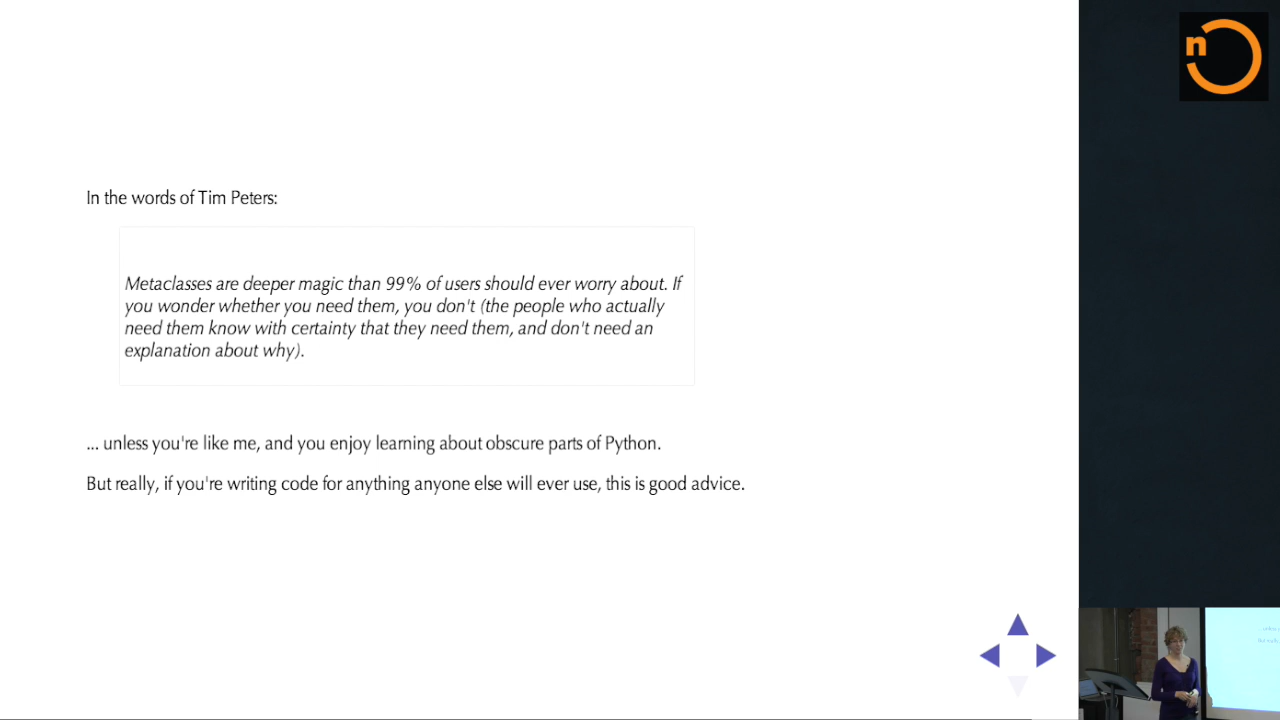 n
In the words of Tim Peters:
Metaclasses are deeper magic than 99% of users should ever worry about. If
you wonder whether you need them, you don't (the people who actually
need them know with certainty that they need them, and don't need an
explanation about why).
... unless you're like me, and you enjoy learning about obscure parts of Python.
But really, if you're writing code for anything anyone else will ever use, this is good advice.